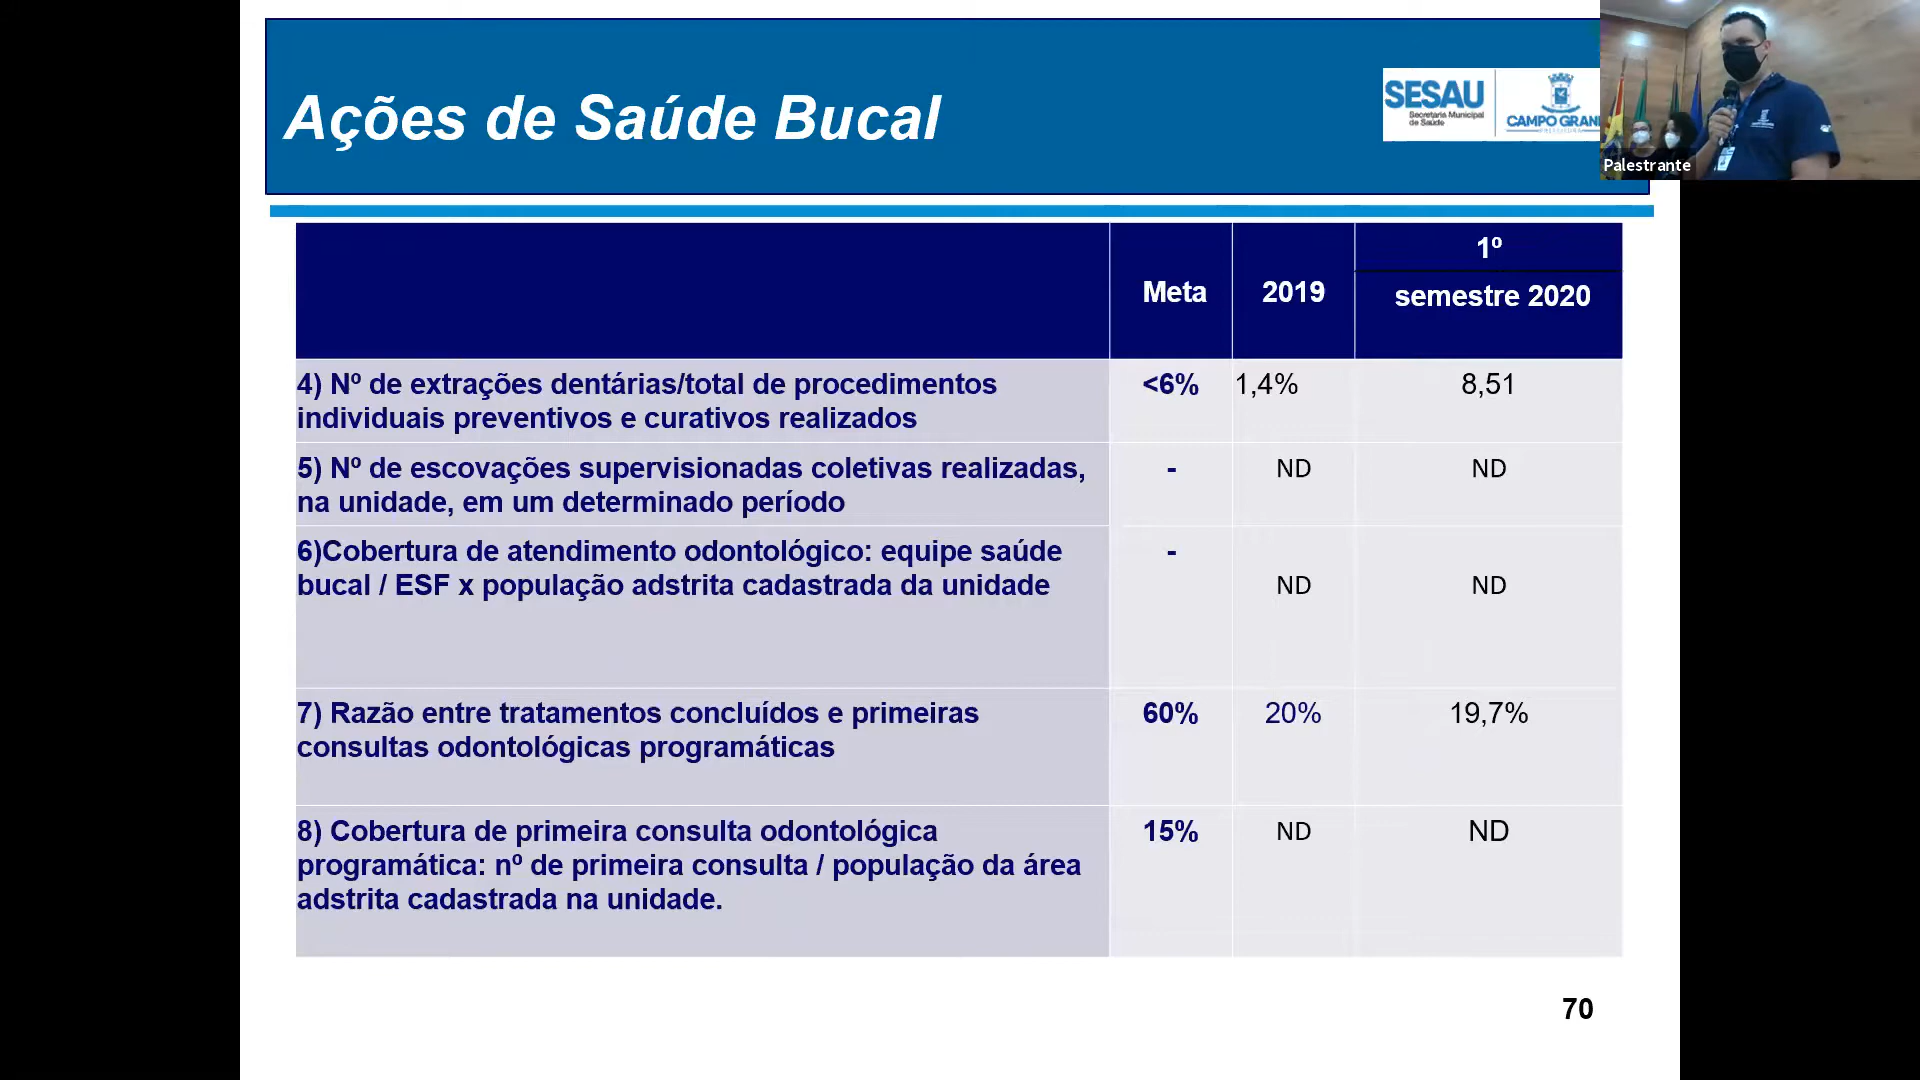 Ações de Saúde Bucal
SESAU
Secretaria Municipal
de Saúde
CAMPO GRAN
PREFEITURA
Palestrante
Meta
2019
1º
semestre 2020
4) Nº de extrações dentárias/total de procedimentos
individuais preventivos e curativos realizados
<6%
1,4%
8,51
5) Nº de escovações supervisionadas coletivas realizadas,
na unidade, em um determinado período
-
ND
ND
6)Cobertura de atendimento odontológico: equipe saúde
bucal / ESF x população adstrita cadastrada da unidade
-
ND
ND
7) Razão entre tratamentos concluídos e primeiras
consultas odontológicas programáticas
60%
20%
19,7%
8) Cobertura de primeira consulta odontológica
programática: nº de primeira consulta / população da área
adstrita cadastrada na unidade.
15%
ND
ND
70